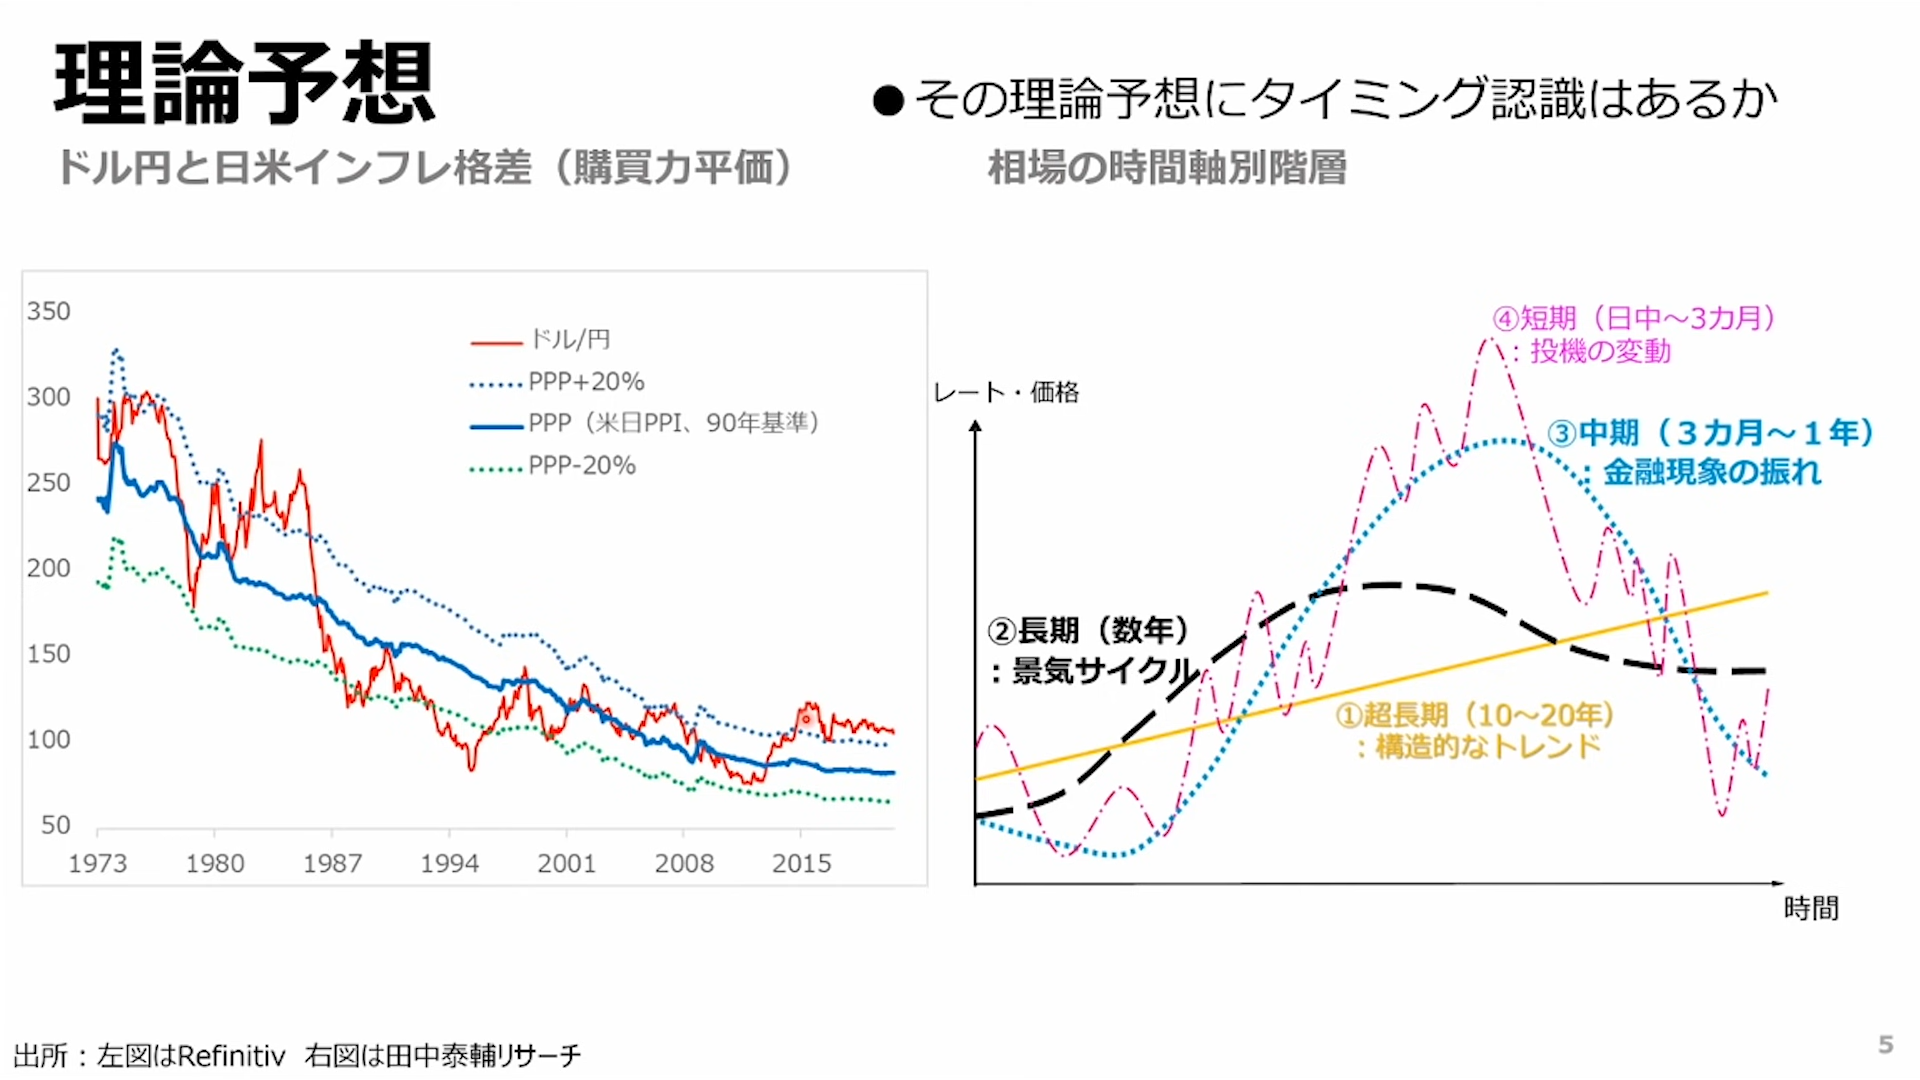 理論予想
●その理論予想にタイミング認識はあるか
ドル円と日米インフレ格差（購買力平価）
相場の時間軸別階層
350
300
250
200
150
100
50
1973
1980
1987
1994
2001
2008
2015
ドル/円
PPP+20%
PPP（米日PPI、90年基準）
PPP-20%
レート・価格
④短期（日中～3カ月）
：投機の変動
③中期（３カ月～１年）
：金融現象の振れ
②長期（数年）
：景気サイクル
①超長期（10～20年）
：構造的なトレンド
時間
出所：左図はRefinitiv 右図は田中泰輔リサーチ
5